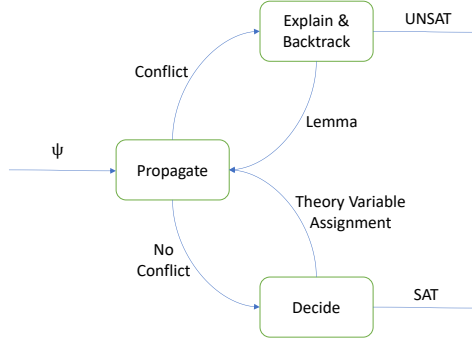 Explain &
Backtrack
UNSAT
Conflict
Lemma
ψ
Propagate
Theory Variable
Assignment
No
Conflict
Decide
SAT